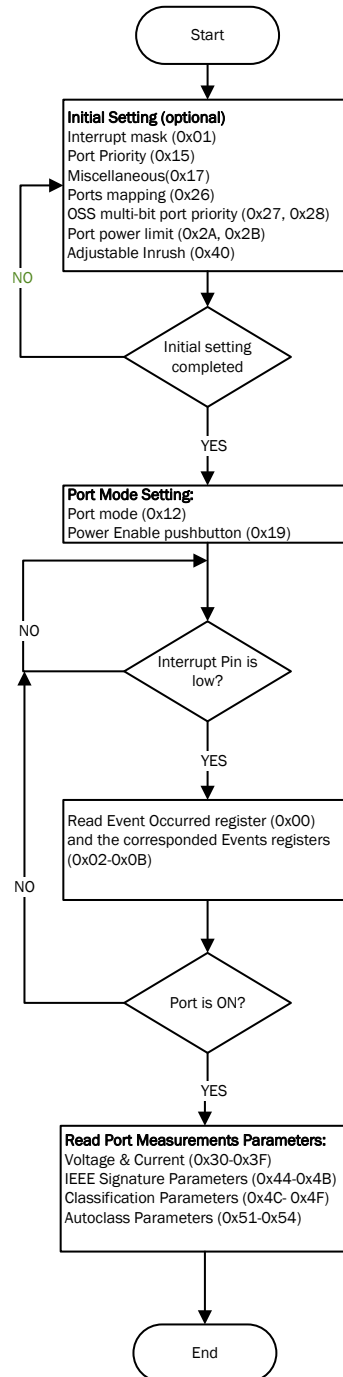 Start
Initial Setting (optional)
Interrupt mask (0x01)
Port Priority (0x15)
Miscellaneous(0x17)
Ports mapping (0x26)
OSS multi-bit port priority (0x27, 0x28)
Port power limit (0x2A, 0x2B)
Adjustable Inrush (0x40)
NO
Initial setting
completed
YES
Port Mode Setting:
Port mode (0x12)
Power Enable pushbutton (0x19)
NO
Interrupt Pin is
low?
YES
Read Event Occurred register (0x00)
and the corresponded Events registers
(0x02-0x0B)
NO
Port is ON?
YES
Read Port Measurements Parameters:
Voltage & Current (0x30-0x3F)
IEEE Signature Parameters (0x44-0x4B)
Classification Parameters (0x4C- 0x4F)
Autoclass Parameters (0x51-0x54)
End